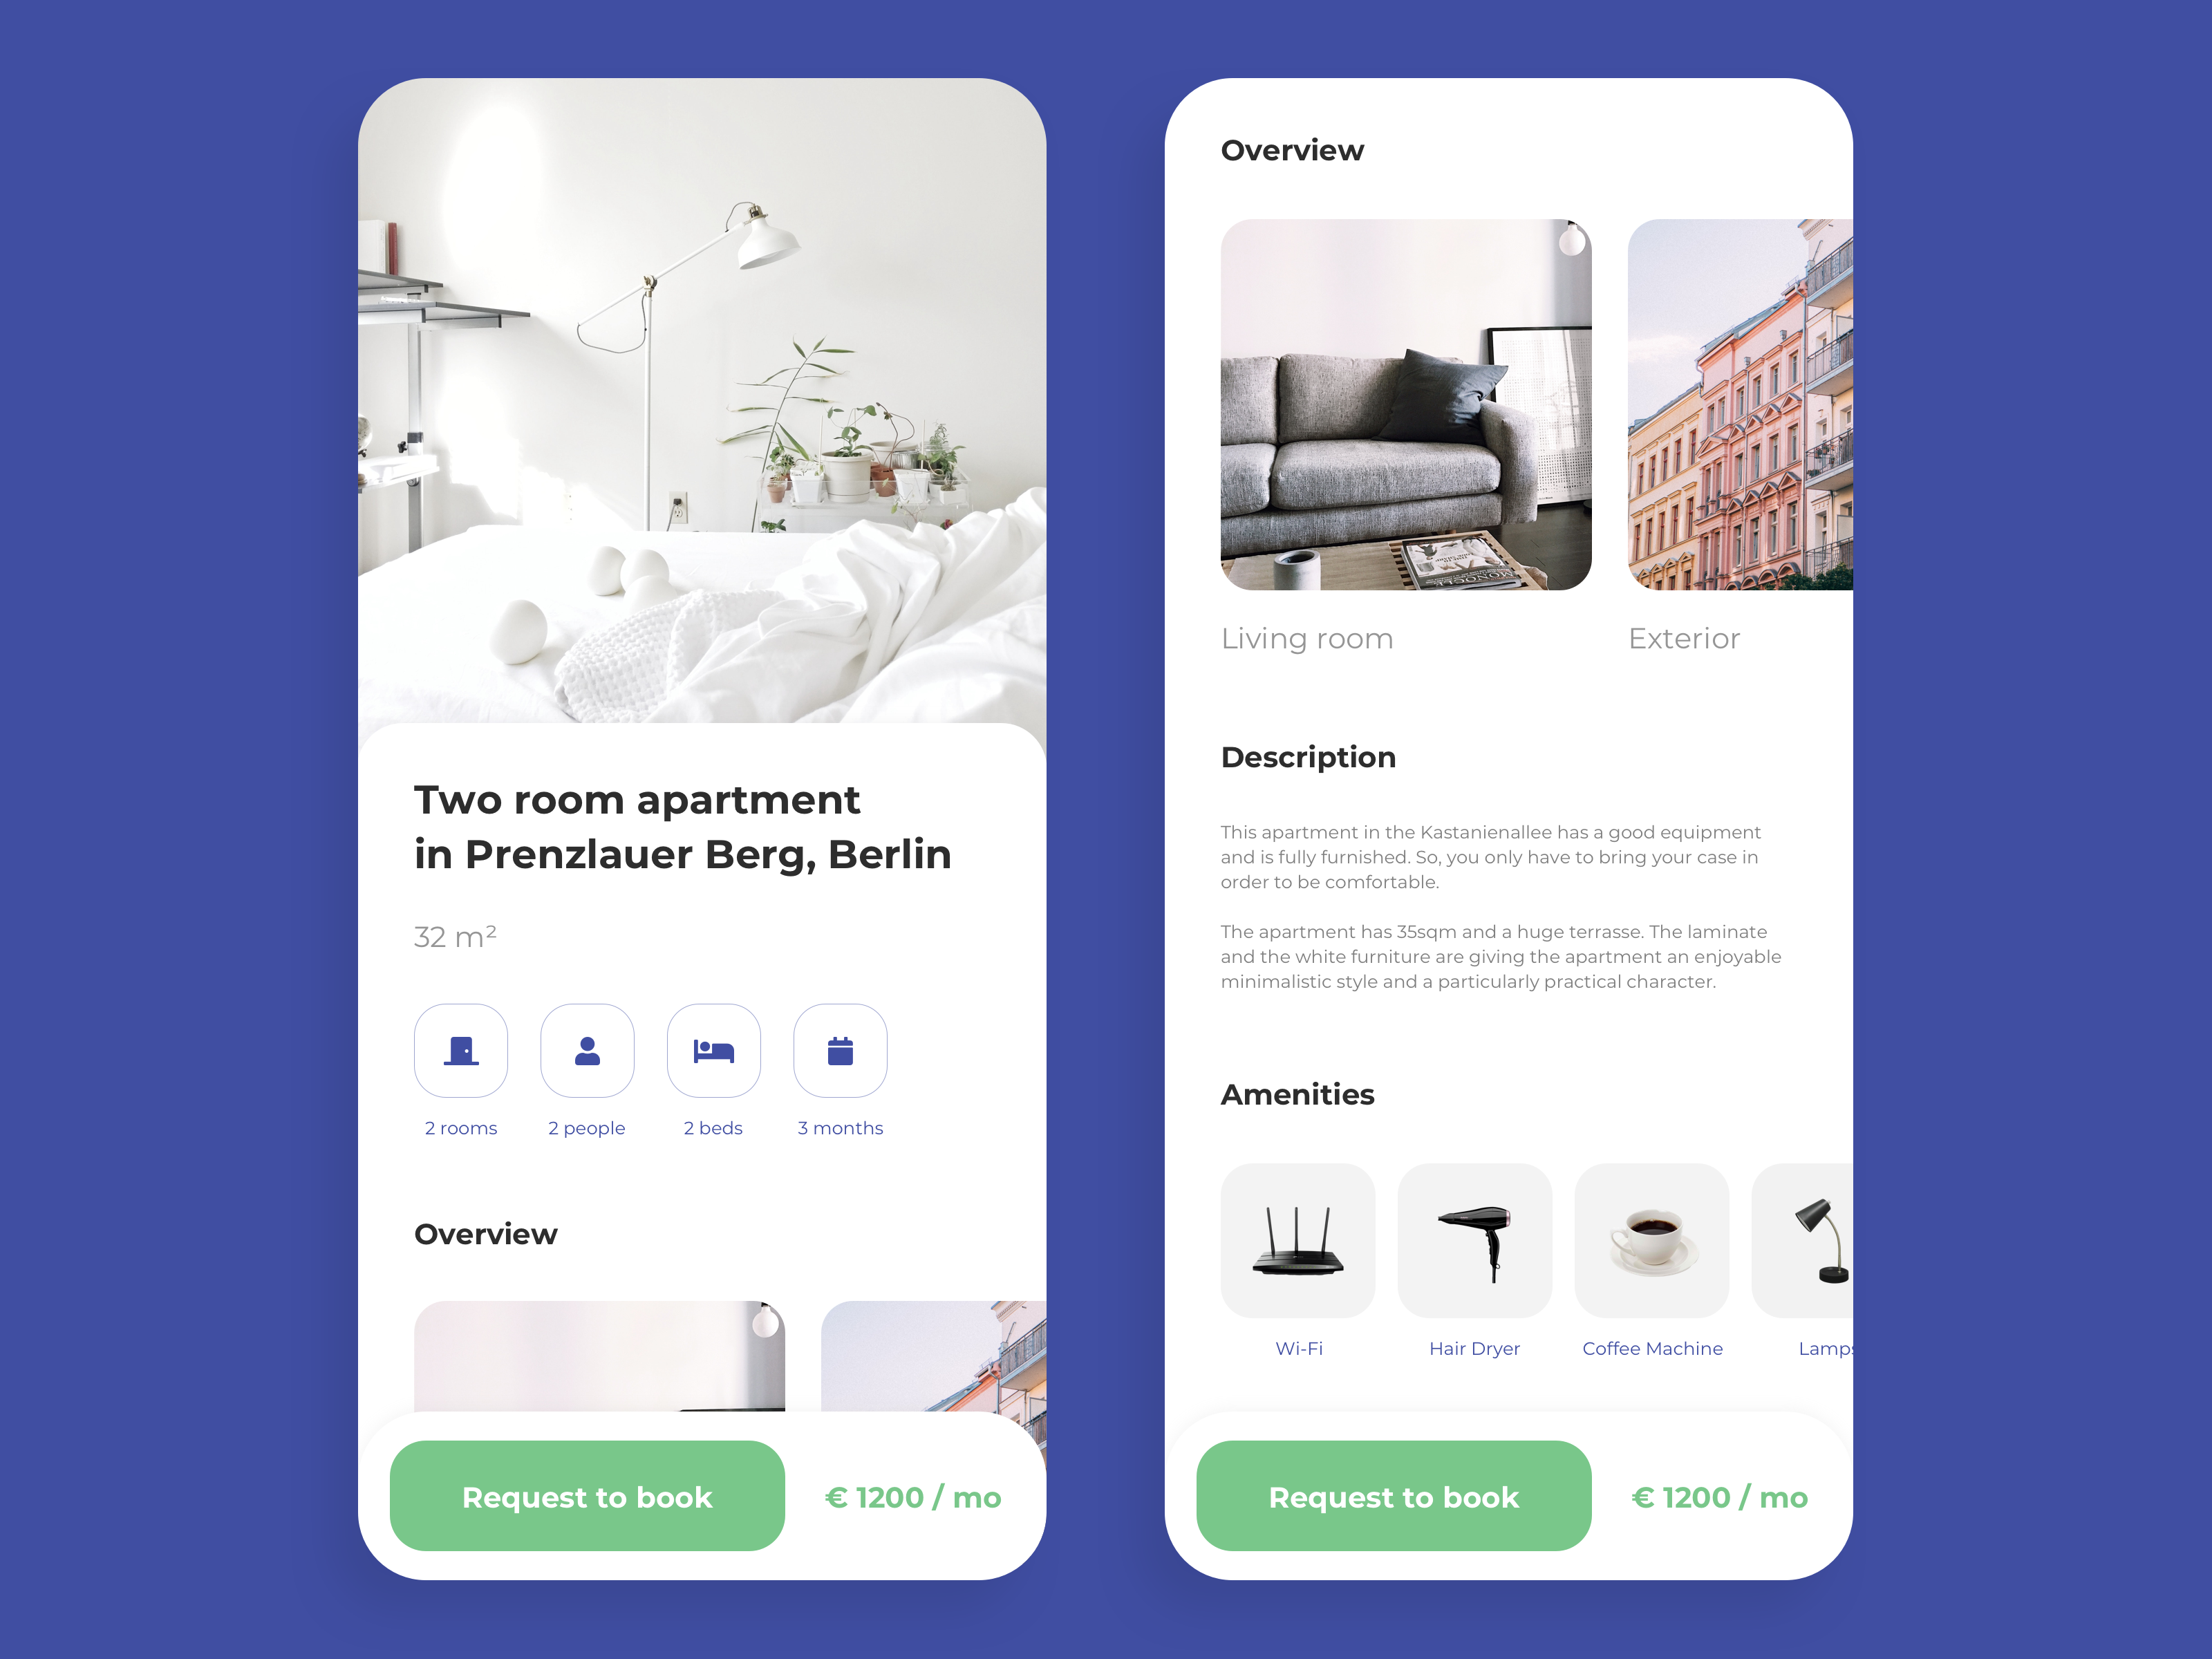 Two room apartment
in Prenzlauer Berg, Berlin
32 m²
2 rooms
2 people
2 beds
3 months
Overview
Request to book
€ 1200 / mo
Overview
MONOCLE
Living room
Exterior
Description
This apartment in the Kastanienallee has a good equipment
and is fully furnished. So, you only have to bring your case in
order to be comfortable.
The apartment has 35sqm and a huge terrasse. The laminate
and the white furniture are giving the apartment an enjoyable
minimalistic style and a particularly practical character.
Amenities
Wi-Fi
Hair Dryer
Coffee Machine
Lamps
Request to book
€ 1200 / mo